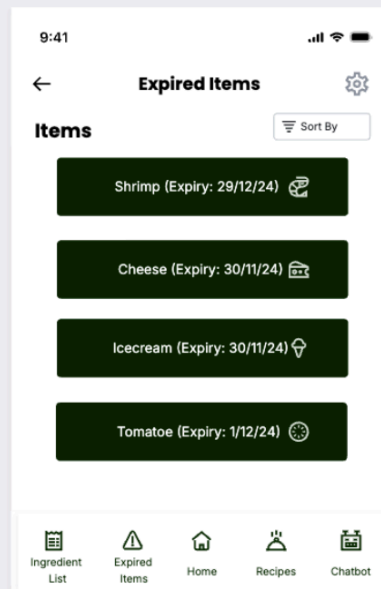 9:41
Expired Items
Items
Sort By
Shrimp (Expiry: 29/12/24)
Cheese (Expiry: 30/11/24)
Icecream (Expiry: 30/11/24)
Tomatoe (Expiry: 1/12/24)
Ingredient
List
Expired
Items
Home
Recipes
Chatbot